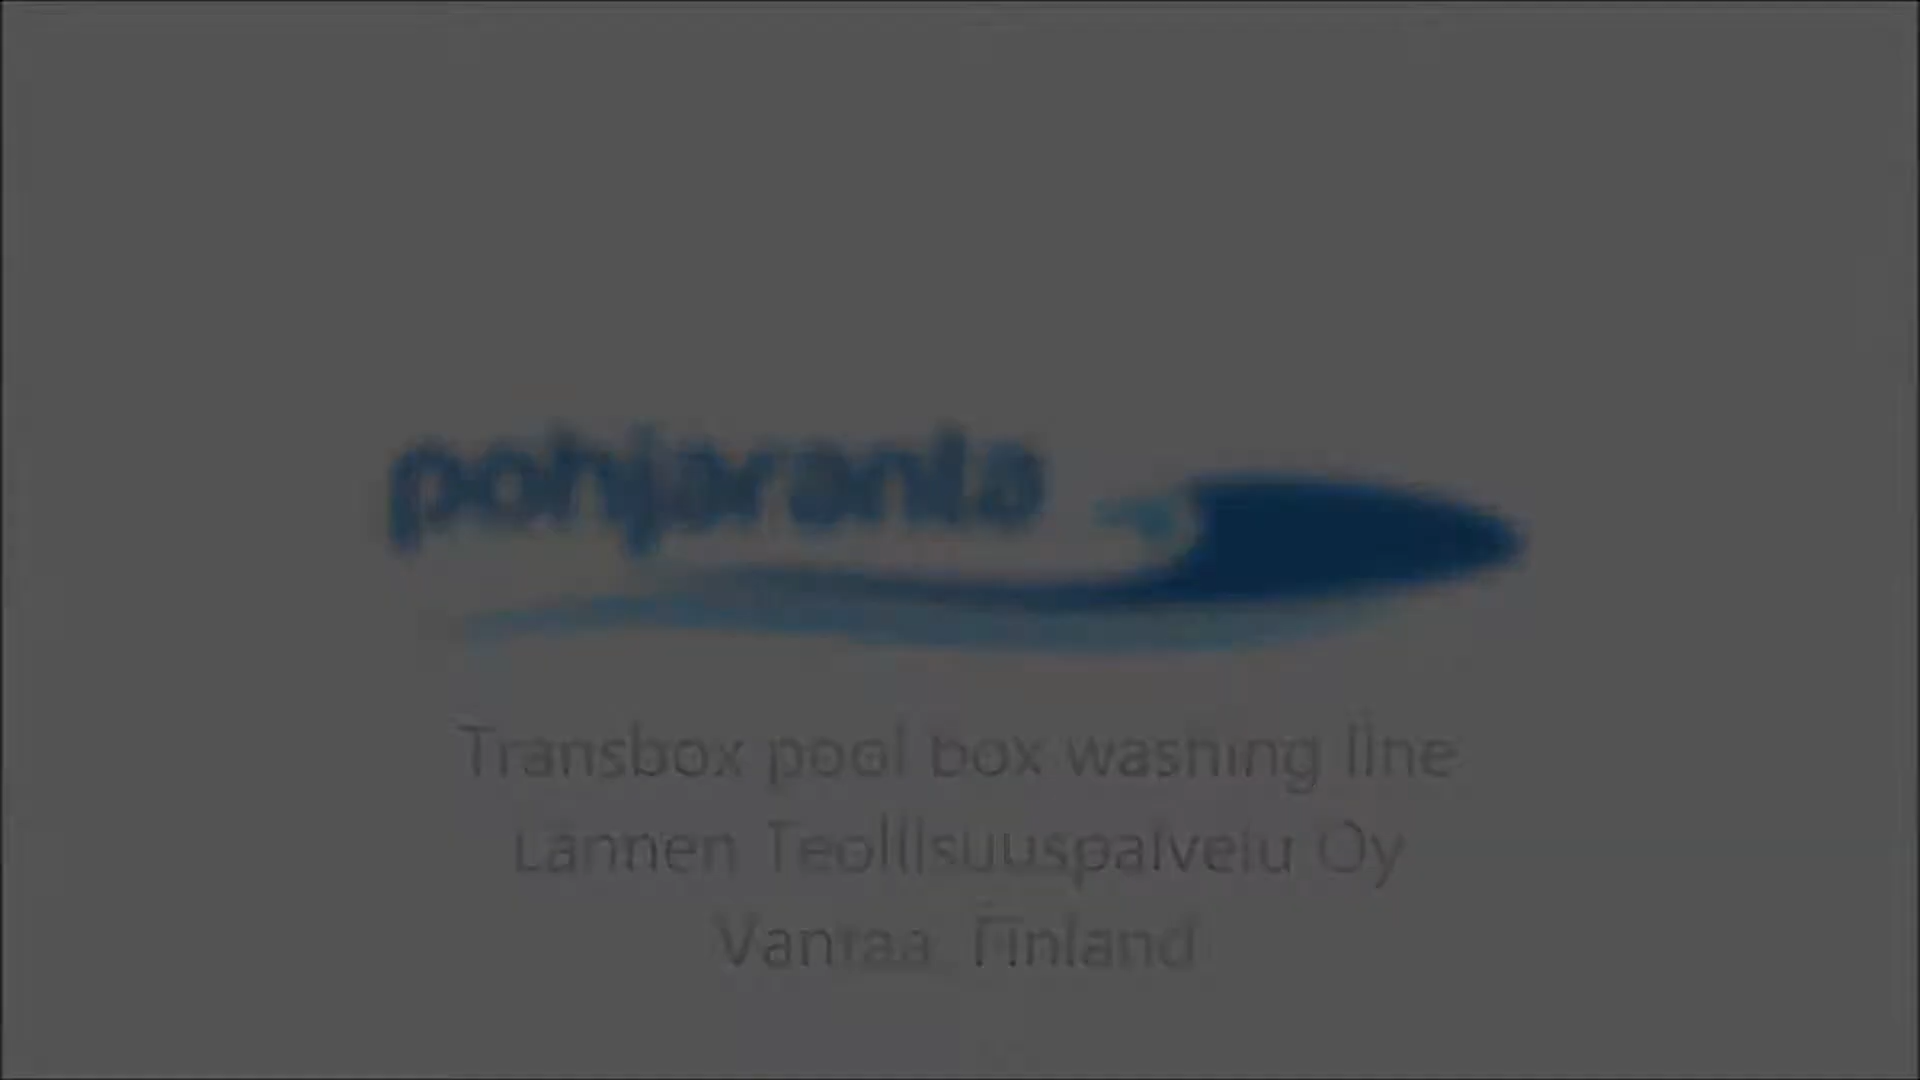 pohjaranta
Transbox pool box washing line
Lännen Teollisuuspalvelu Oy
Vantaa, Finland